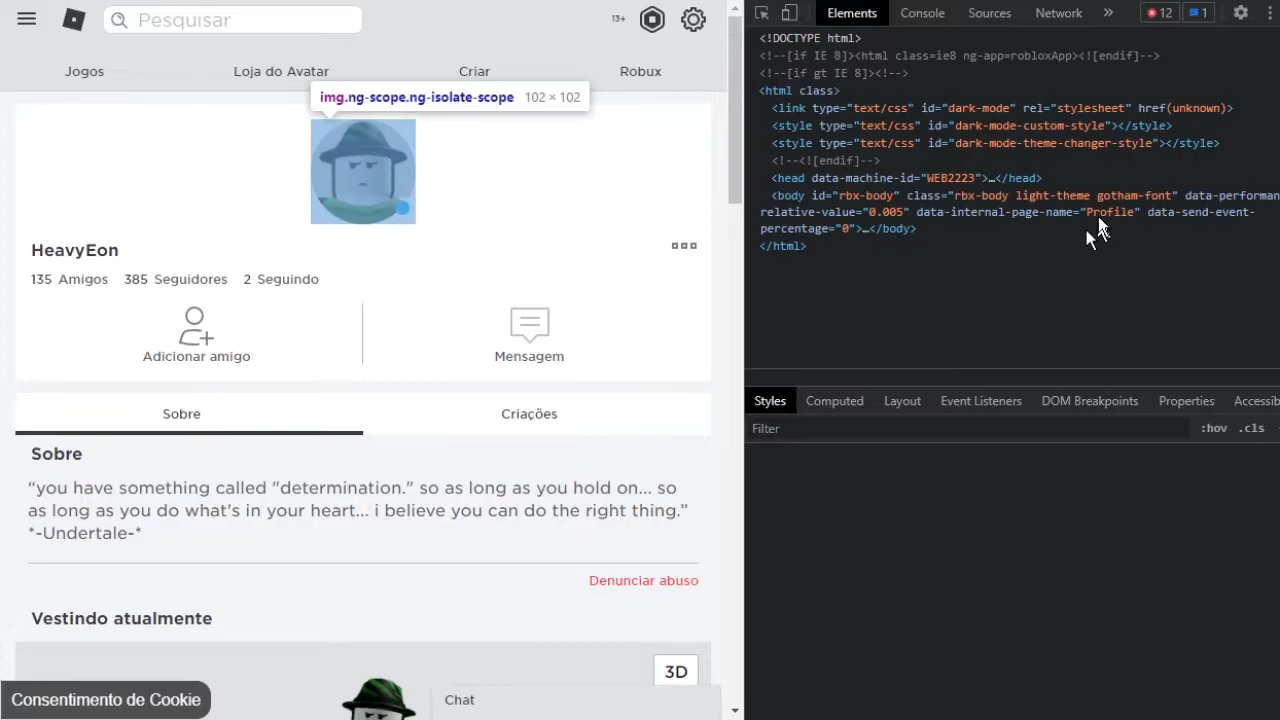 Pesquisar
13+
Jogos Loja do Avatar Criar Robux
img.ng-scope.ng-isolate-scope 102 × 102
HeavyEon
135 Amigos 385 Seguidores 2 Seguindo
Adicionar amigo Mensagem
Sobre Criações
Sobre
“you have something called "determination." so as long as you hold on... so
as long as you do what's in your heart... i believe you can do the right thing.”
*-Undertale-*
Denunciar abuso
Vestindo atualmente
3D
Chat
Consentimento de Cookie
Elements Console Sources Network » 12 1
<!DOCTYPE html>
<!--[if IE 8]><html class=ie8 ng-app=robloxApp><![endif]-->
<!--[if gt IE 8]><!-->
<html class>
<link type="text/css" id="dark-mode" rel="stylesheet" href(unknown)>
<style type="text/css" id="dark-mode-custom-style"></style>
<style type="text/css" id="dark-mode-theme-changer-style"></style>
<!--<![endif]-->
<head data-machine-id="WEB2223">…</head>
<body id="rbx-body" class="rbx-body light-theme gotham-font" data-performan
relative-value="0.005" data-internal-page-name="Profile" data-send-event-
percentage="0">…</body>
</html>
Styles Computed Layout Event Listeners DOM Breakpoints Properties Accessib
Filter :hov .cls